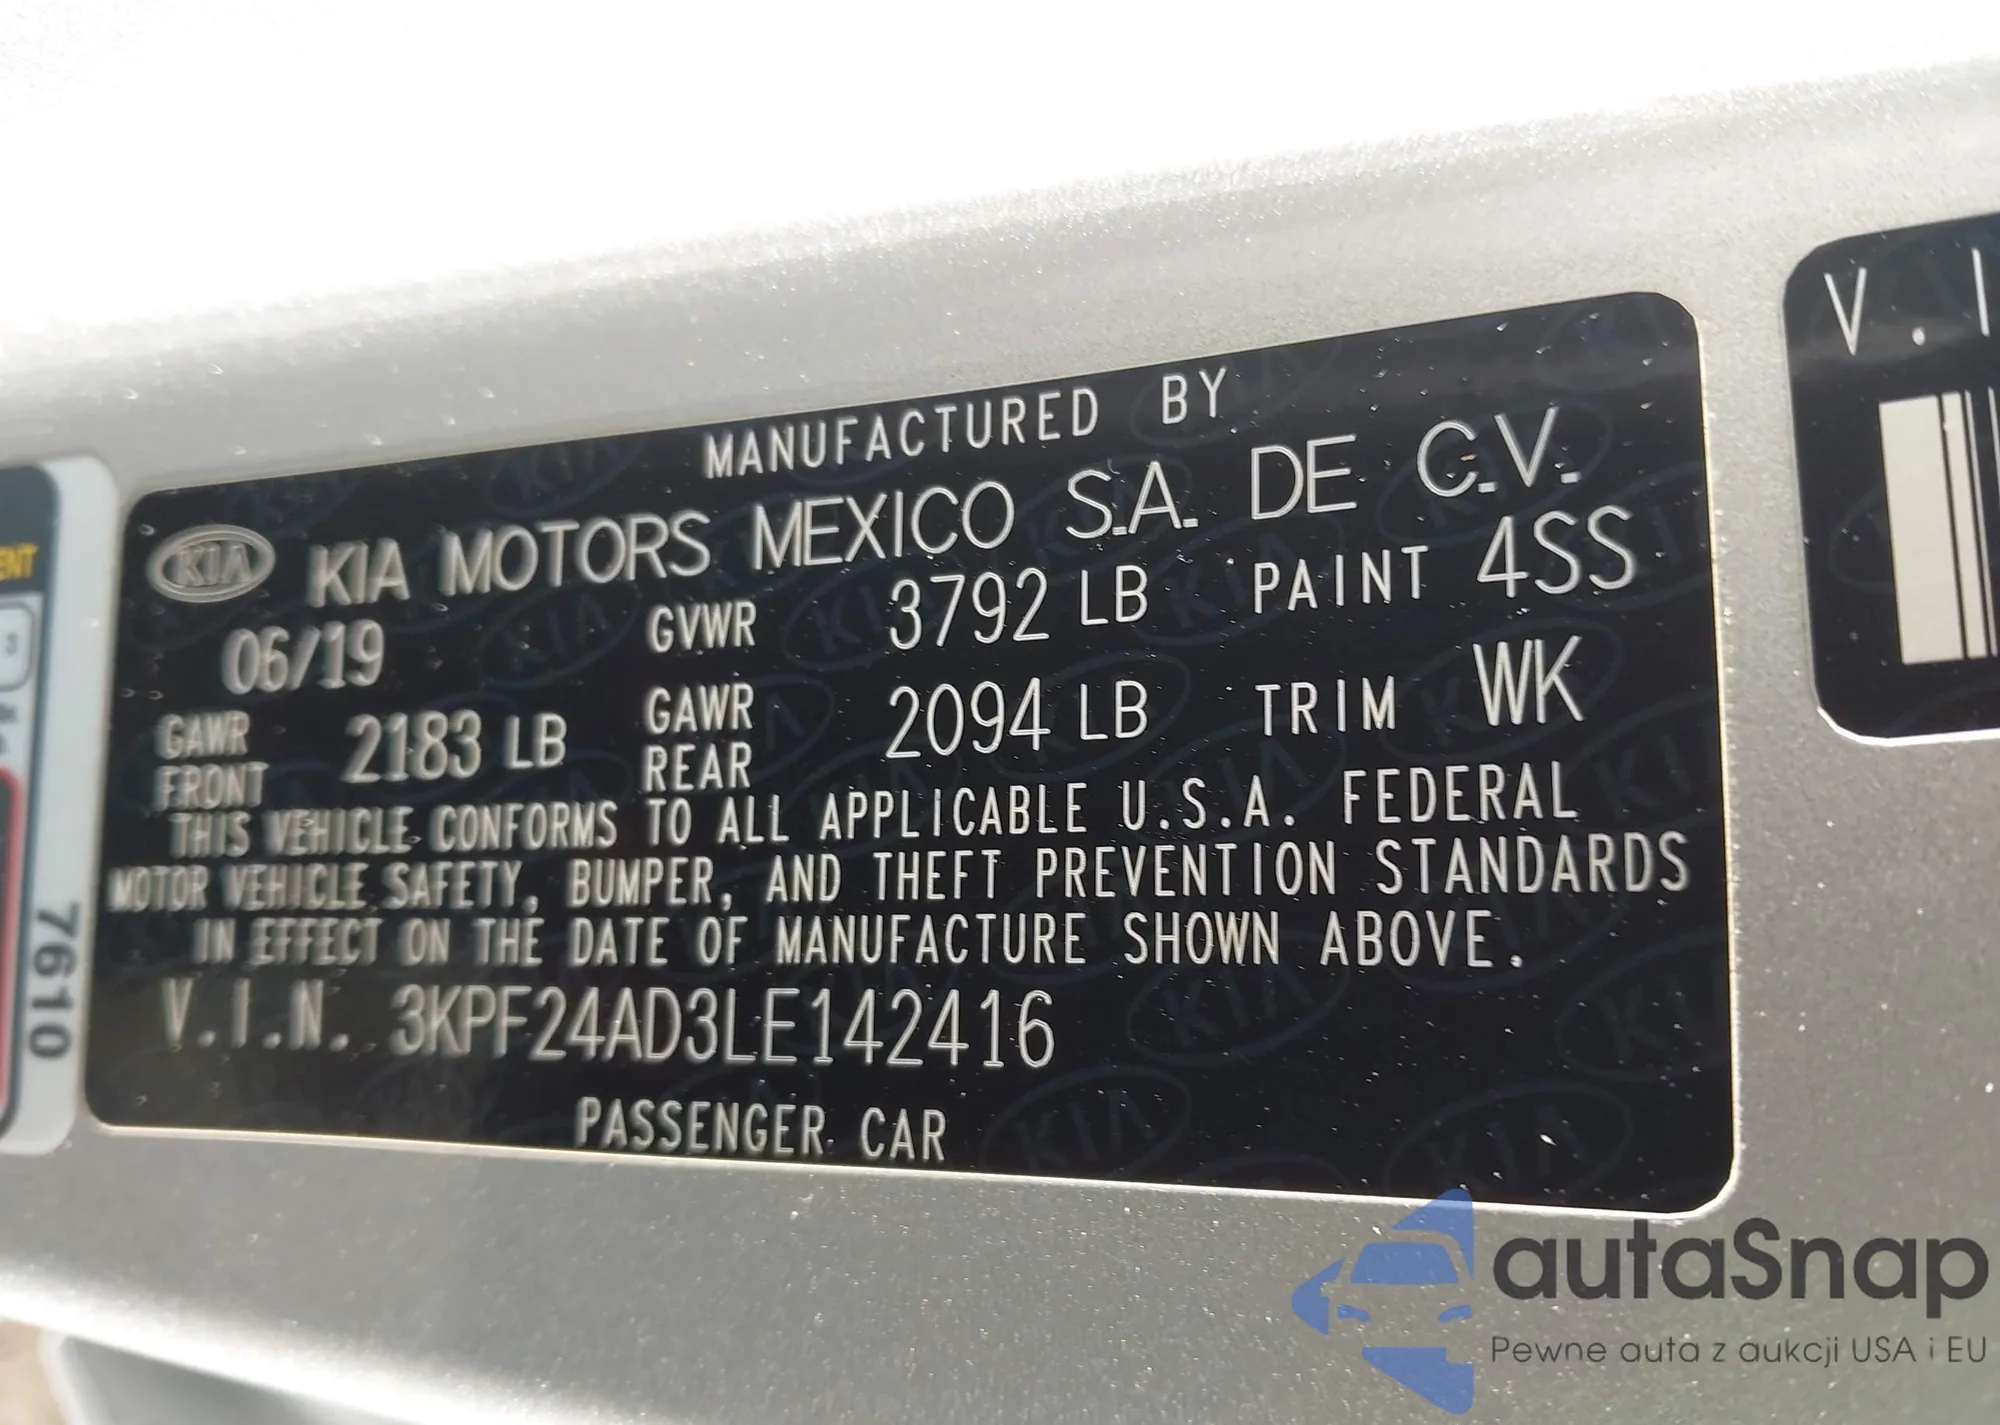 MANUFACTURED BY
KIA KIA MOTORS MEXICO S.A. DE C.V.
06/19 GVWR 3792 LB PAINT 4SS
GAWR FRONT 2183 LB GAWR REAR 2094 LB TRIM WK
THIS VEHICLE CONFORMS TO ALL APPLICABLE U.S.A. FEDERAL
MOTOR VEHICLE SAFETY, BUMPER, AND THEFT PREVENTION STANDARDS
IN EFFECT ON THE DATE OF MANUFACTURE SHOWN ABOVE.
V.I.N. 3KPF24AD3LE142416
PASSENGER CAR
7610
V.I
autaSnap
Pewne auta z aukcji USA i EU